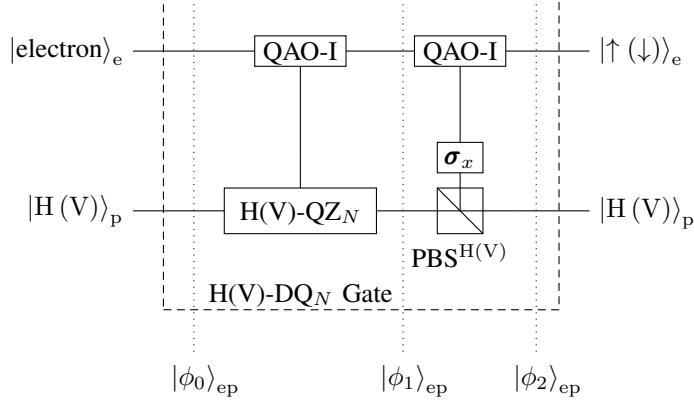 |electron⟩e QAO-I QAO-I |↑ (↓)⟩e
σx
|H (V)⟩p H(V)-QZN |H (V)⟩p
PBSH(V)
H(V)-DQN Gate
|ϕ0⟩ep |ϕ1⟩ep |ϕ2⟩ep